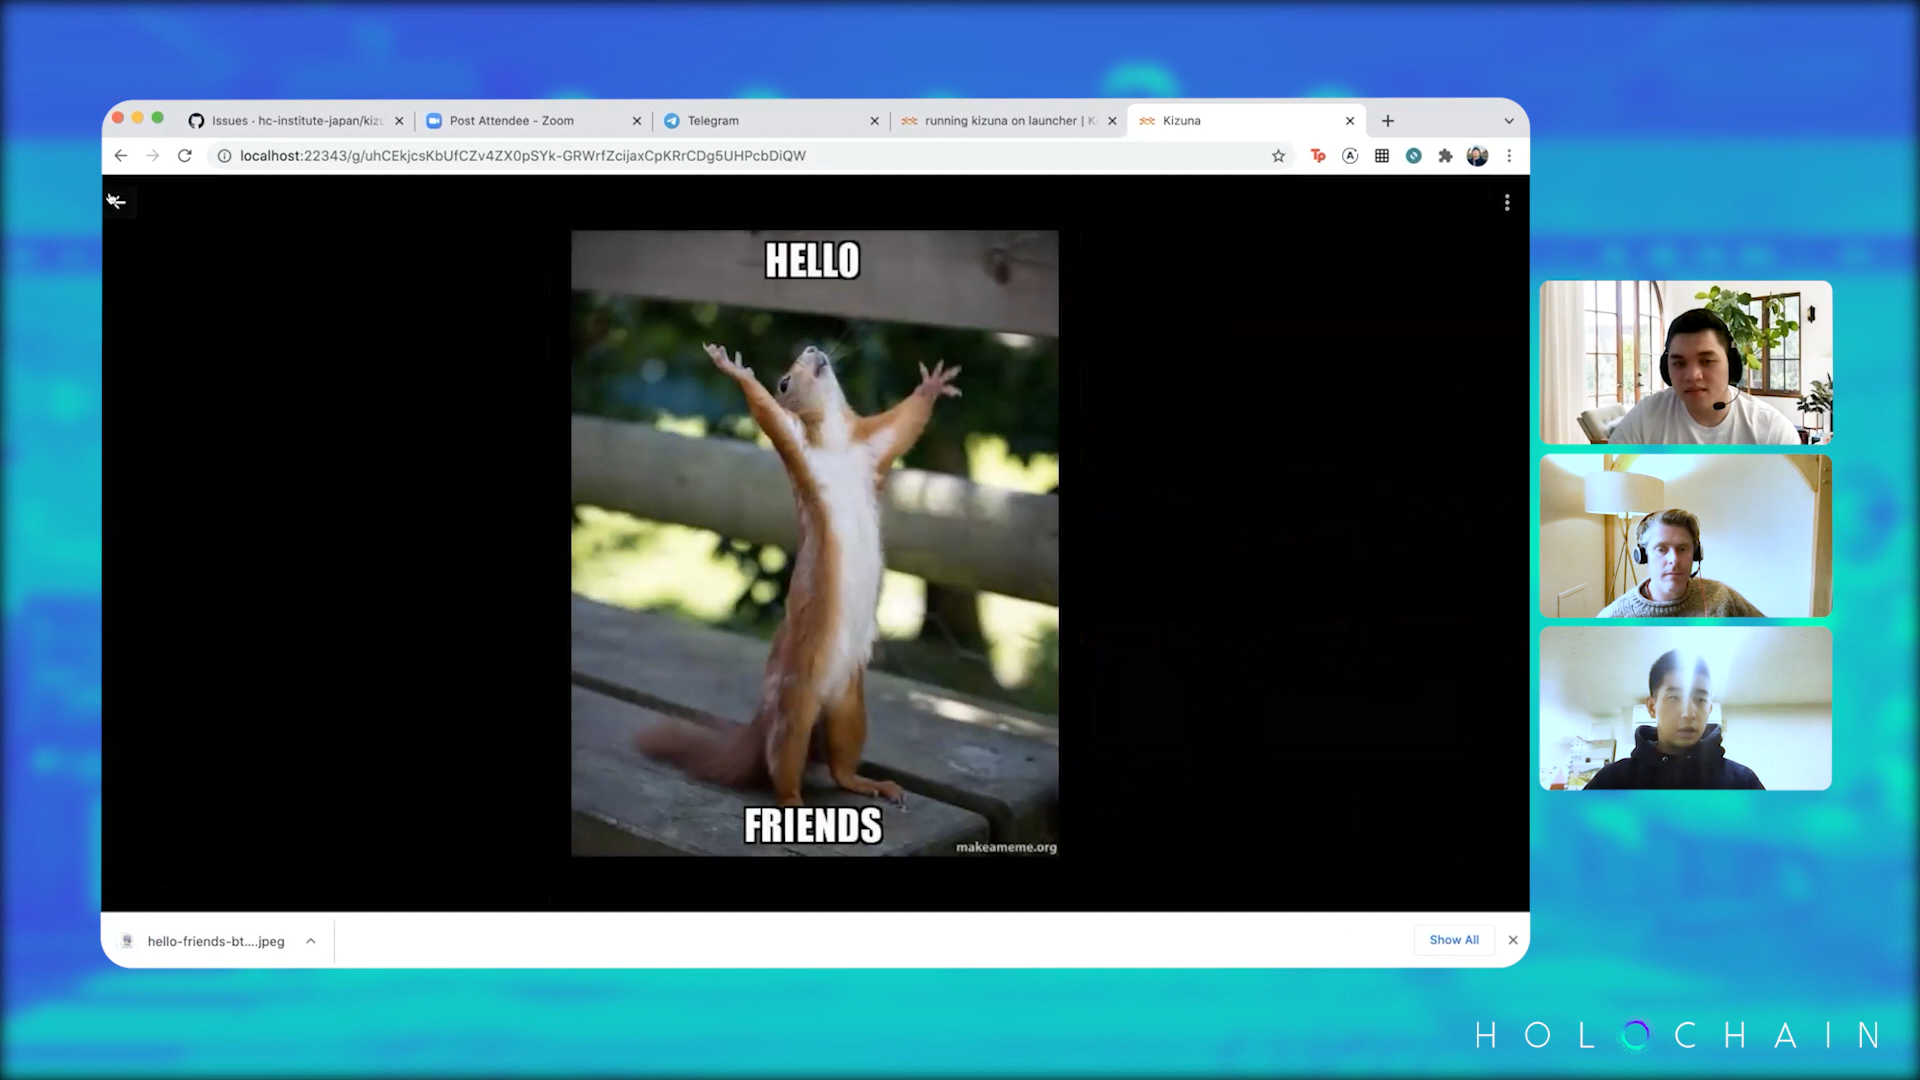 Issues · hc-institute-japan/kizu
Post Attendee - Zoom
Telegram
running kizuna on launcher | K
Kizuna
localhost:22343/g/uhCEkjcsKbUfCZv4ZX0pSYk-GRWrfZcijaxCpKRrCDg5UHPcbDiQW
Tp
A
HELLO
FRIENDS
makeameme.org
hello-friends-bt....jpeg
Show All
HOLOCHAIN